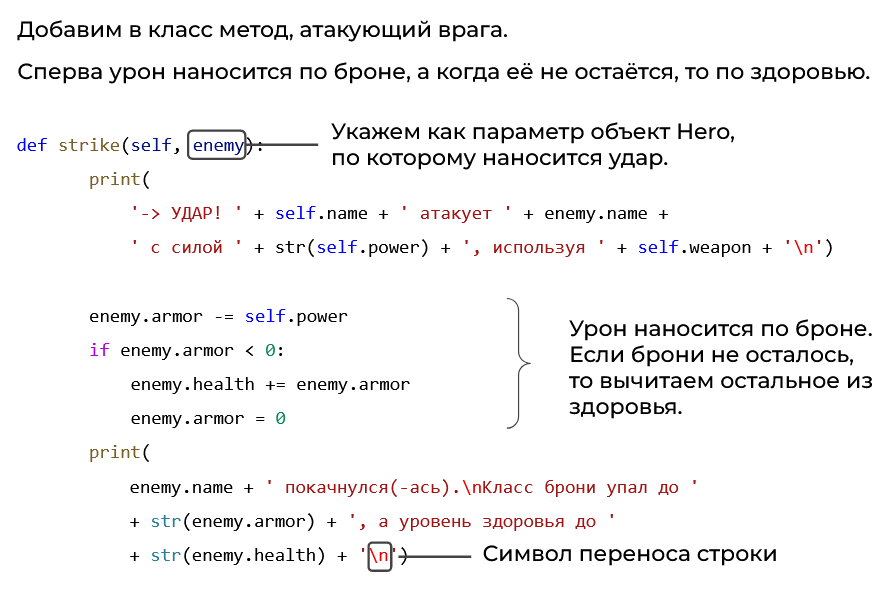 Добавим в класс метод, атакующий врага.
Сперва урон наносится по броне, а когда её не остаётся, то по здоровью.
def strike(self, enemy):
Укажем как параметр объект Hero,
по которому наносится удар.
print(
'-> УДАР! ' + self.name + ' атакует ' + enemy.name +
' с силой ' + str(self.power) + ', используя ' + self.weapon + '\n')
enemy.armor -= self.power
if enemy.armor < 0:
enemy.health += enemy.armor
enemy.armor = 0
Урон наносится по броне.
Если брони не осталось,
то вычитаем остальное из
здоровья.
print(
enemy.name + ' покачнулся(-ась).\nКласс брони упал до '
+ str(enemy.armor) + ', а уровень здоровья до '
+ str(enemy.health) + '\n')
Символ переноса строки